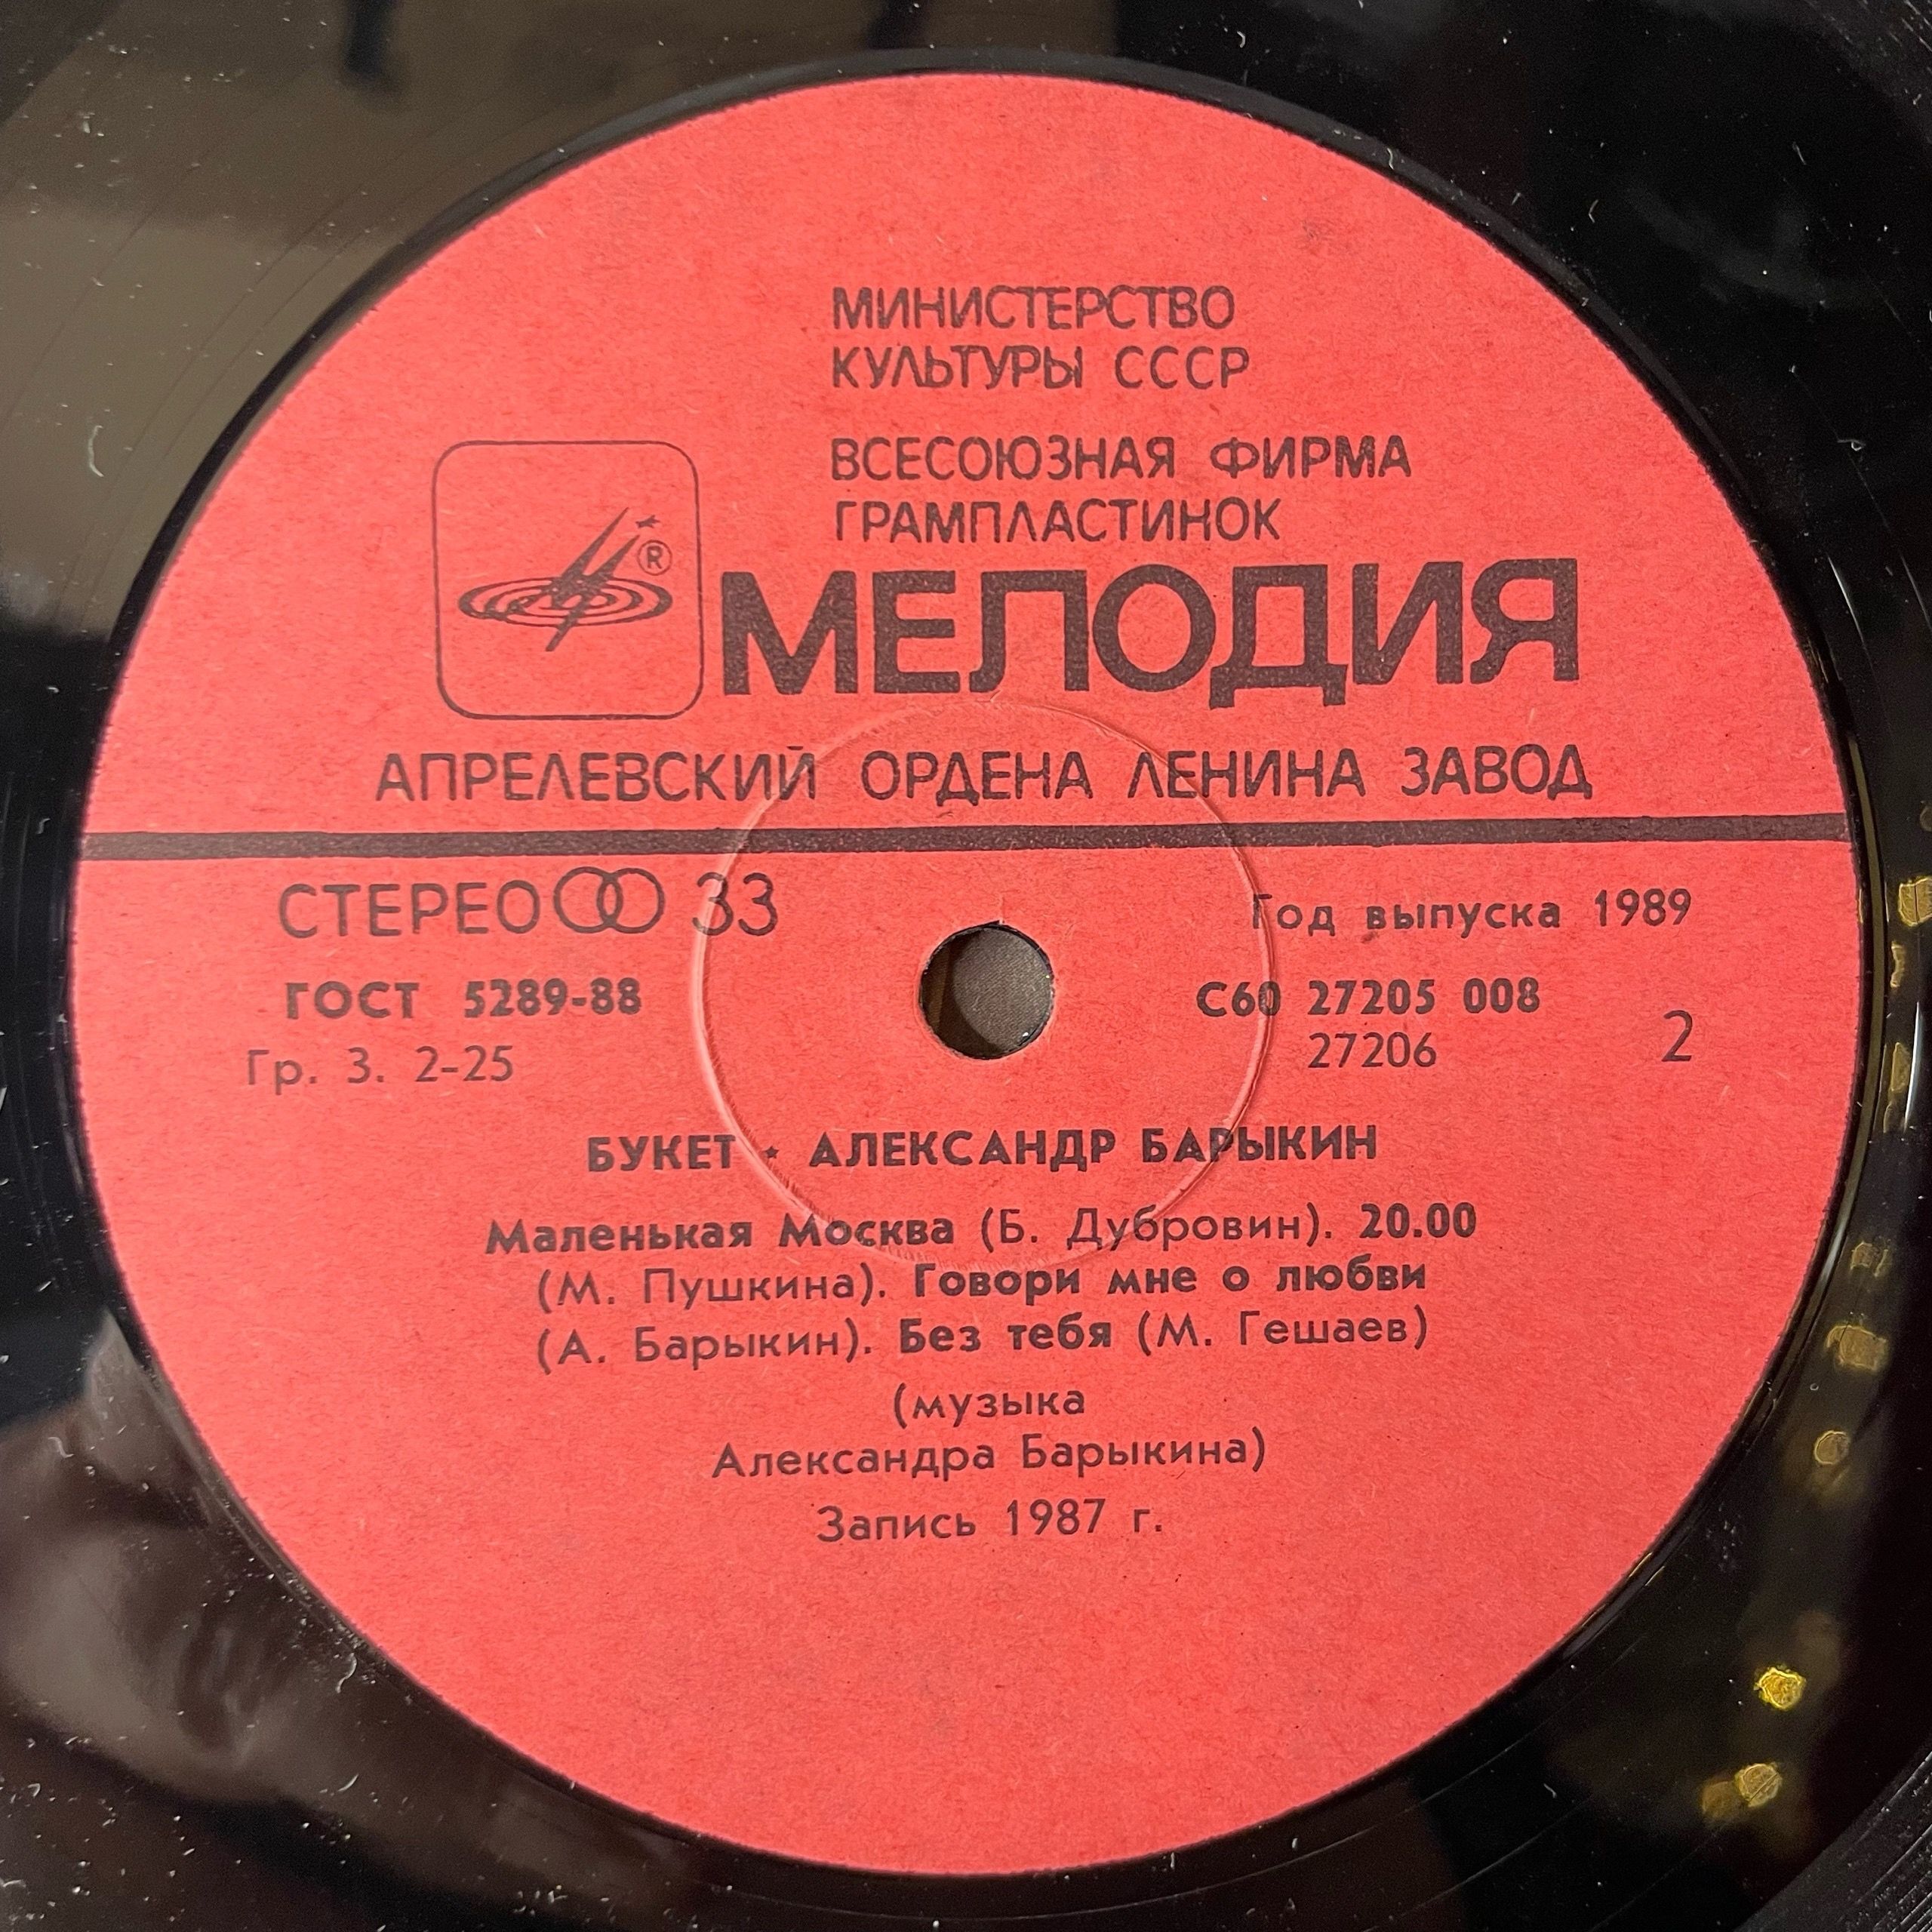 МИНИСТЕРСТВО
КУЛЬТУРЫ СССР
ВСЕСОЮЗНАЯ ФИРМА
ГРАМПЛАСТИНОК
®
МЕЛОДИЯ
АПРЕЛЕВСКИЙ ОРДЕНА ЛЕНИНА ЗАВОД
СТЕРЕО 33
Год выпуска 1989
ГОСТ 5289-88
С60 27205 008
Гр. 3. 2-25
27206
2
БУКЕТ ⋆ АЛЕКСАНДР БАРЫКИН
Маленькая Москва (Б. Дубровин). 20.00
(М. Пушкина). Говори мне о любви
(А. Барыкин). Без тебя (М. Гешаев)
(музыка
Александра Барыкина)
Запись 1987 г.